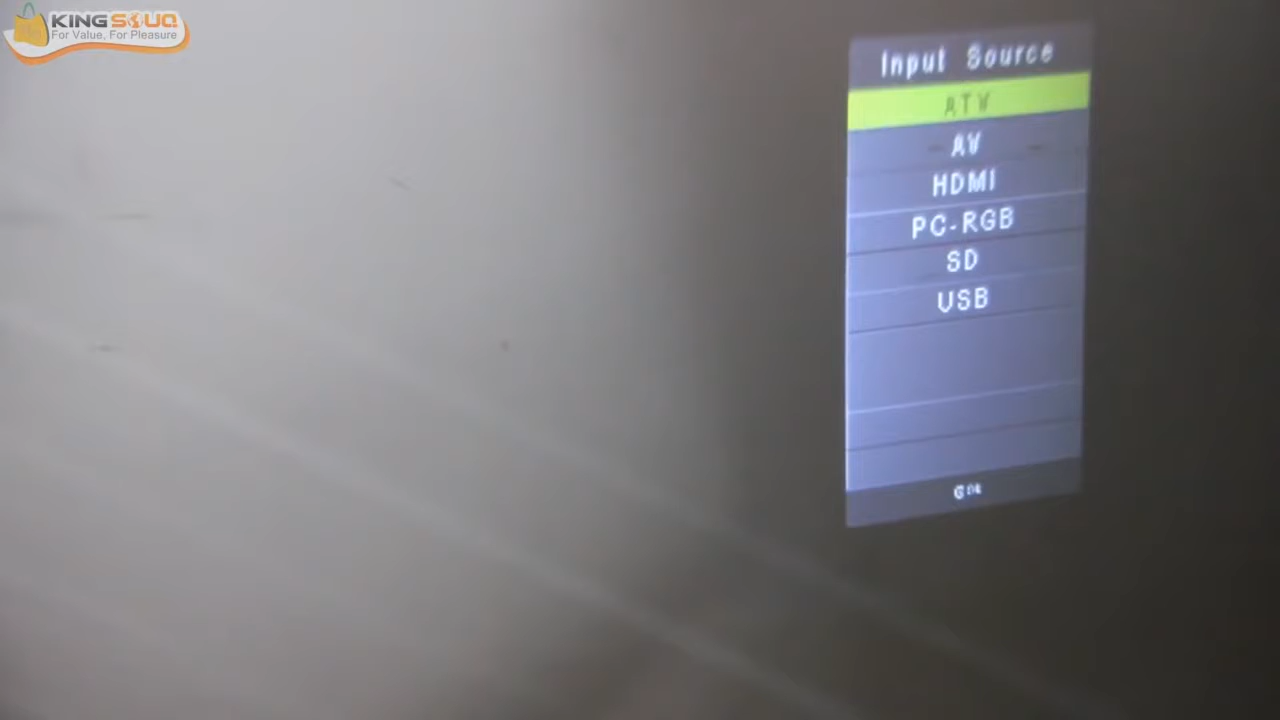 KINGSOUQ
For Value, For Pleasure
Input Source
ATV
AV
HDMI
PC-RGB
SD
USB